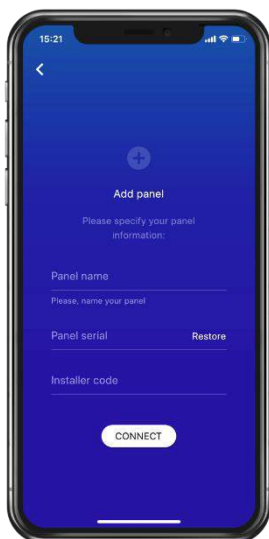 15:21
Add panel
Please specify your panel
information:
Panel name
Please, name your panel
Panel serial Restore
Installer code
CONNECT